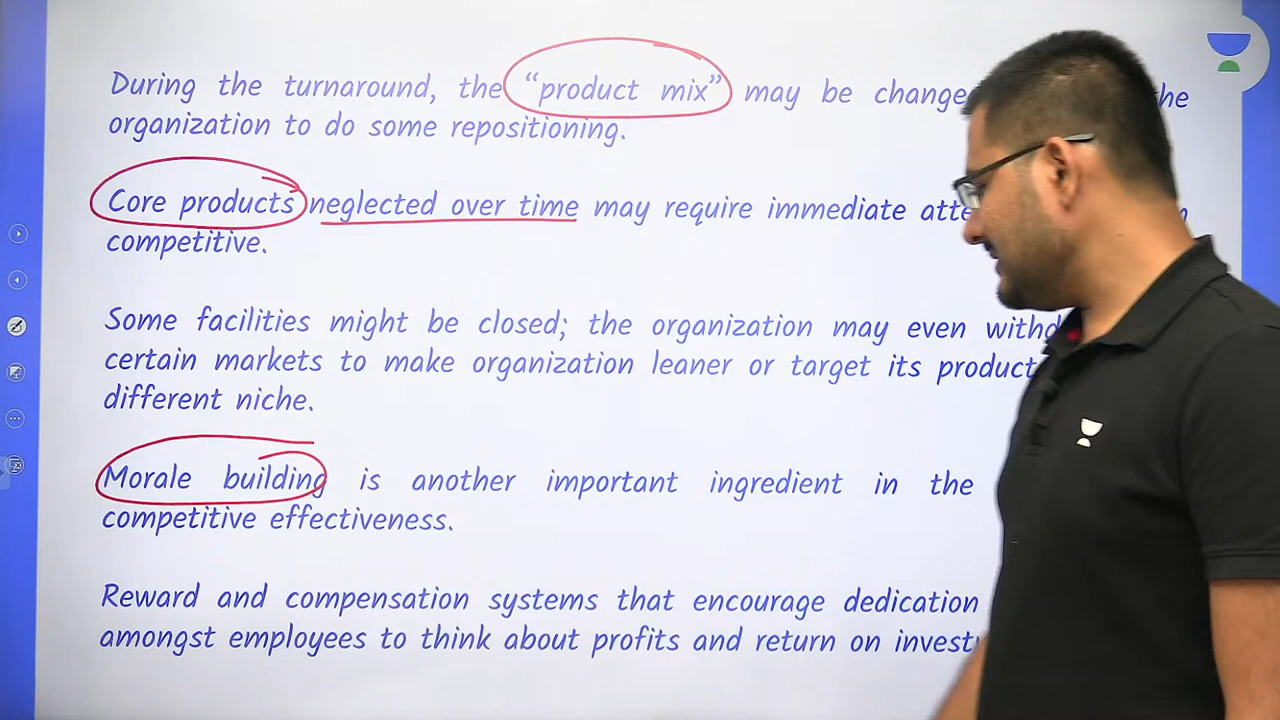 During the turnaround, the “product mix” may be change he
organization to do some repositioning.
Core products neglected over time may require immediate atte
competitive.
Some facilities might be closed; the organization may even withd
certain markets to make organization leaner or target its product
different niche.
Morale building is another important ingredient in the
competitive effectiveness.
Reward and compensation systems that encourage dedication
amongst employees to think about profits and return on invest